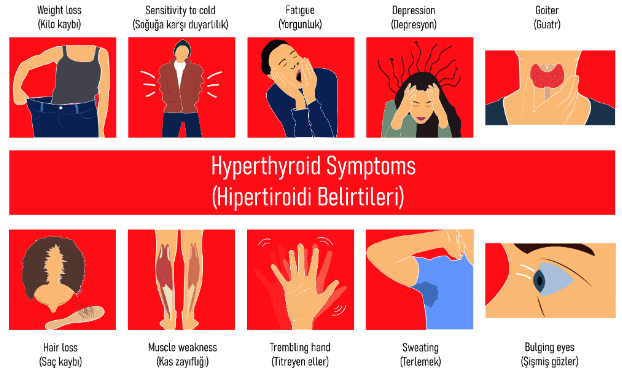 Weight loss
(Kilo kaybı)
Sensitivity to cold
(Soğuğa karşı duyarlılık)
Fatigue
(Yorgunluk)
Depression
(Depresyon)
Goiter
(Guatr)
Hyperthyroid Symptoms
(Hipertiroidi Belirtileri)
Hair loss
(Saç kaybı)
Muscle weakness
(Kas zayıflığı)
Trembling hand
(Titreyen eller)
Sweating
(Terlemek)
Bulging eyes
(Şişmiş gözler)